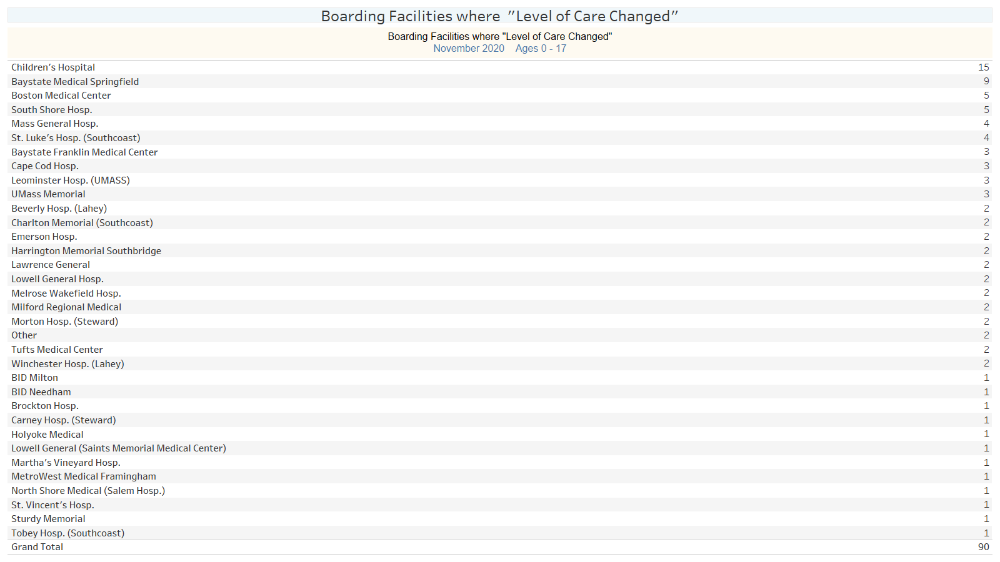 Boarding Facilities where "Level of Care Changed"
Boarding Facilities where "Level of Care Changed"
November 2020 Ages 0 - 17
Children's Hospital 15
Baystate Medical Springfield 9
Boston Medical Center 5
South Shore Hosp. 5
Mass General Hosp. 4
St. Luke's Hosp. (Southcoast) 4
Baystate Franklin Medical Center 3
Cape Cod Hosp. 3
Leominster Hosp. (UMASS) 3
UMass Memorial 3
Beverly Hosp. (Lahey) 2
Charlton Memorial (Southcoast) 2
Emerson Hosp. 2
Harrington Memorial Southbridge 2
Lawrence General 2
Lowell General Hosp. 2
Melrose Wakefield Hosp. 2
Milford Regional Medical 2
Morton Hosp. (Steward) 2
Other 2
Tufts Medical Center 2
Winchester Hosp. (Lahey) 2
BID Milton 1
BID Needham 1
Brockton Hosp. 1
Carney Hosp. (Steward) 1
Holyoke Medical 1
Lowell General (Saints Memorial Medical Center) 1
Martha's Vineyard Hosp. 1
MetroWest Medical Framingham 1
North Shore Medical (Salem Hosp.) 1
St. Vincent's Hosp. 1
Sturdy Memorial 1
Tobey Hosp. (Southcoast) 1
Grand Total 90